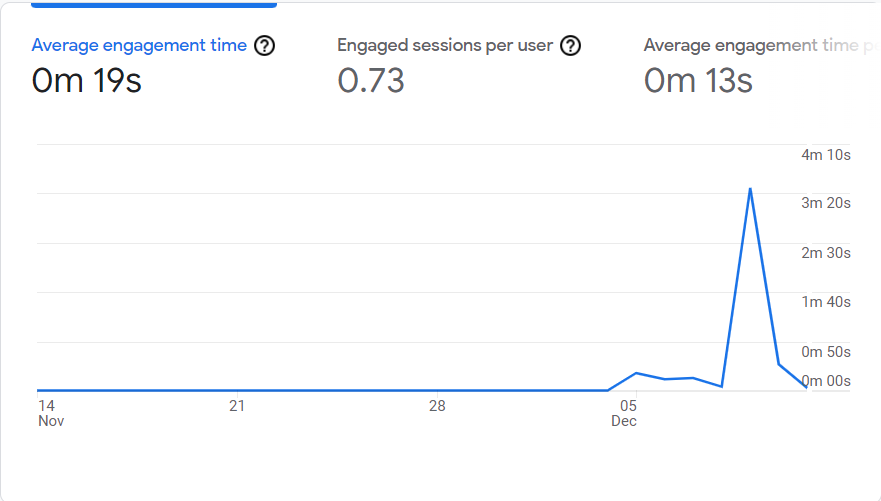 Average engagement time ?
0m 19s
Engaged sessions per user ?
0.73
Average engagement time
0m 13s
4m 10s
3m 20s
2m 30s
1m 40s
0m 50s
0m 00s
14
Nov
21
28
05
Dec